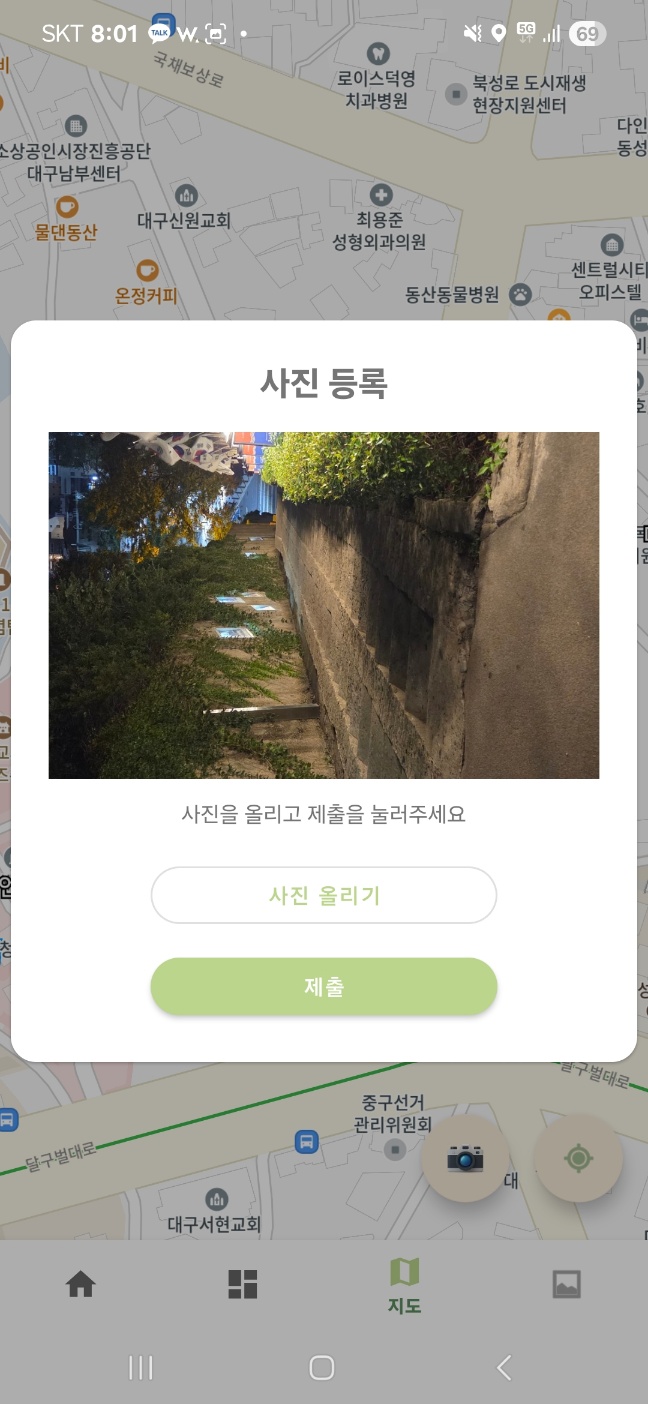 SKT 8:01 TALK W.
5G
69
국채보상로
로이스덕영
치과병원
북성로 도시재생
현장지원센터
다인
동성
소상공인시장진흥공단
대구남부센터
물댄동산
대구신원교회
최용준
성형외과의원
센트럴시티
오피스텔
온정커피
동산동물병원
사진 등록
사진을 올리고 제출을 눌러주세요
사진 올리기
제출
달구벌대로
중구선거
관리위원회
달구벌대로
대
대구서현교회
지도